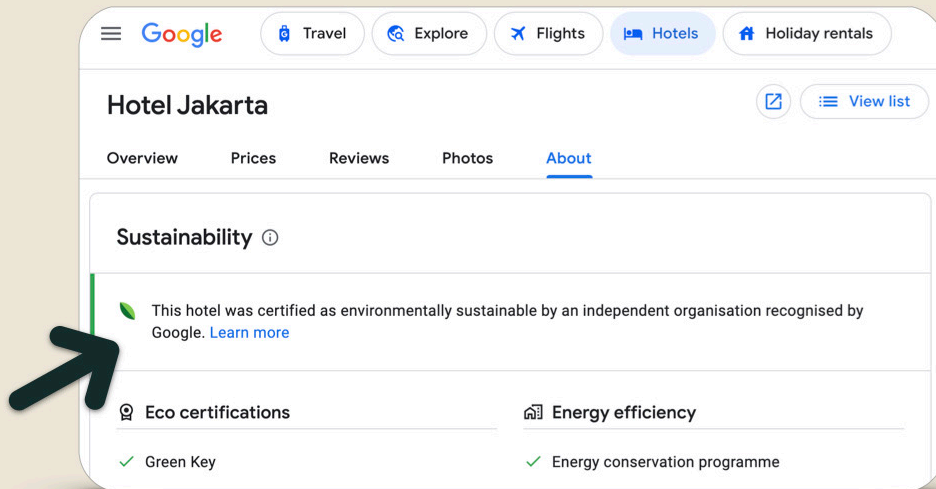 Google
Travel
Explore
Flights
Hotels
Holiday rentals
Hotel Jakarta
View list
Overview
Prices
Reviews
Photos
About
Sustainability
This hotel was certified as environmentally sustainable by an independent organisation recognised by
Google. Learn more
Eco certifications
Energy efficiency
Green Key
Energy conservation programme